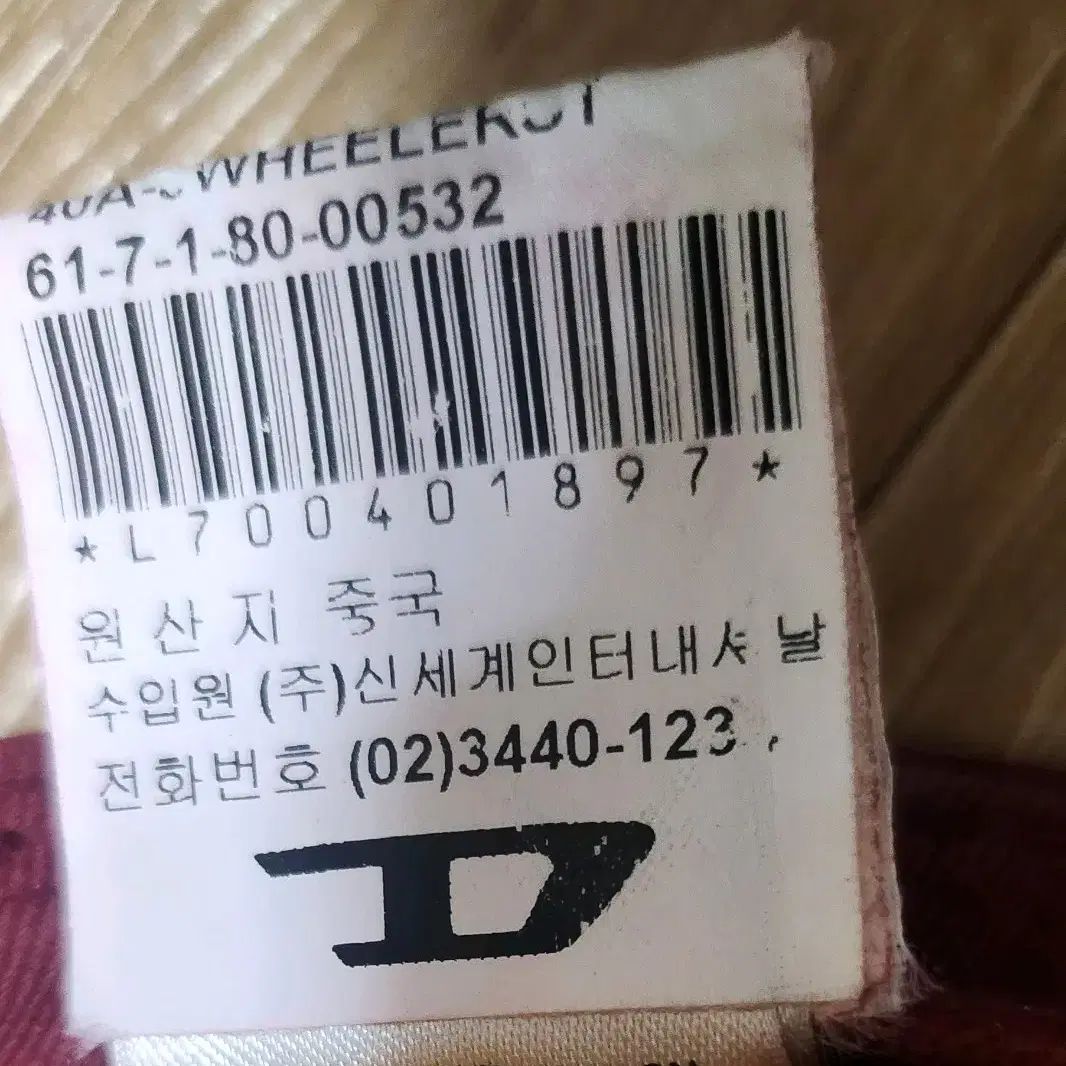 61-7-1-80-00532
*L700401897*
원산지 중국
수입원 (주)신세계인터내셔날
전화번호 (02)3440-123
D